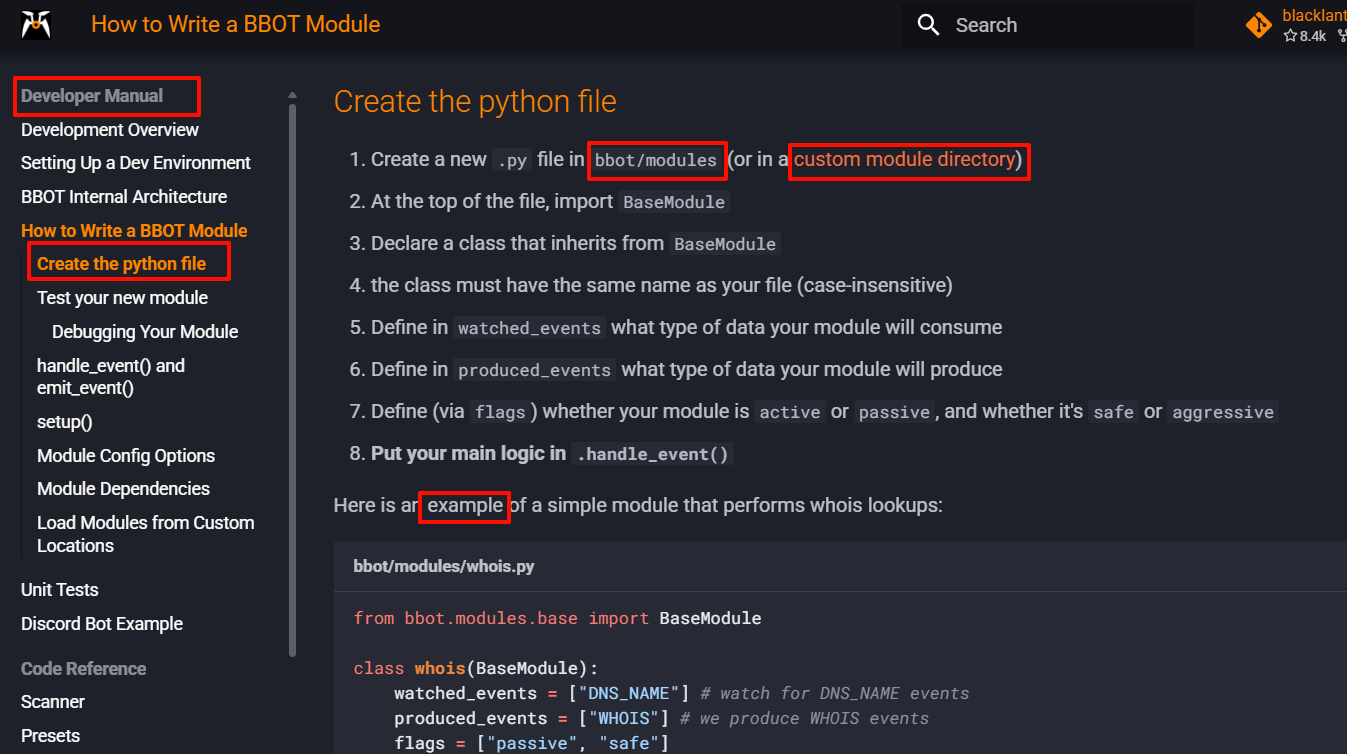 How to Write a BBOT Module
Search
8.4k
Developer Manual
Development Overview
Setting Up a Dev Environment
BBOT Internal Architecture
How to Write a BBOT Module
Create the python file
Test your new module
Debugging Your Module
handle_event() and
emit_event()
setup()
Module Config Options
Module Dependencies
Load Modules from Custom
Locations
Unit Tests
Discord Bot Example
Code Reference
Scanner
Presets
Create the python file
1. Create a new .py file in bbot/modules (or in a custom module directory)
2. At the top of the file, import BaseModule
3. Declare a class that inherits from BaseModule
4. the class must have the same name as your file (case-insensitive)
5. Define in watched_events what type of data your module will consume
6. Define in produced_events what type of data your module will produce
7. Define (via flags) whether your module is active or passive, and whether it's safe or aggressive
8. Put your main logic in .handle_event()
Here is an example of a simple module that performs whois lookups:
bbot/modules/whois.py
from bbot.modules.base import BaseModule
class whois(BaseModule):
    watched_events = ["DNS_NAME"] # watch for DNS_NAME events
    produced_events = ["WHOIS"] # we produce WHOIS events
    flags = ["passive", "safe"]